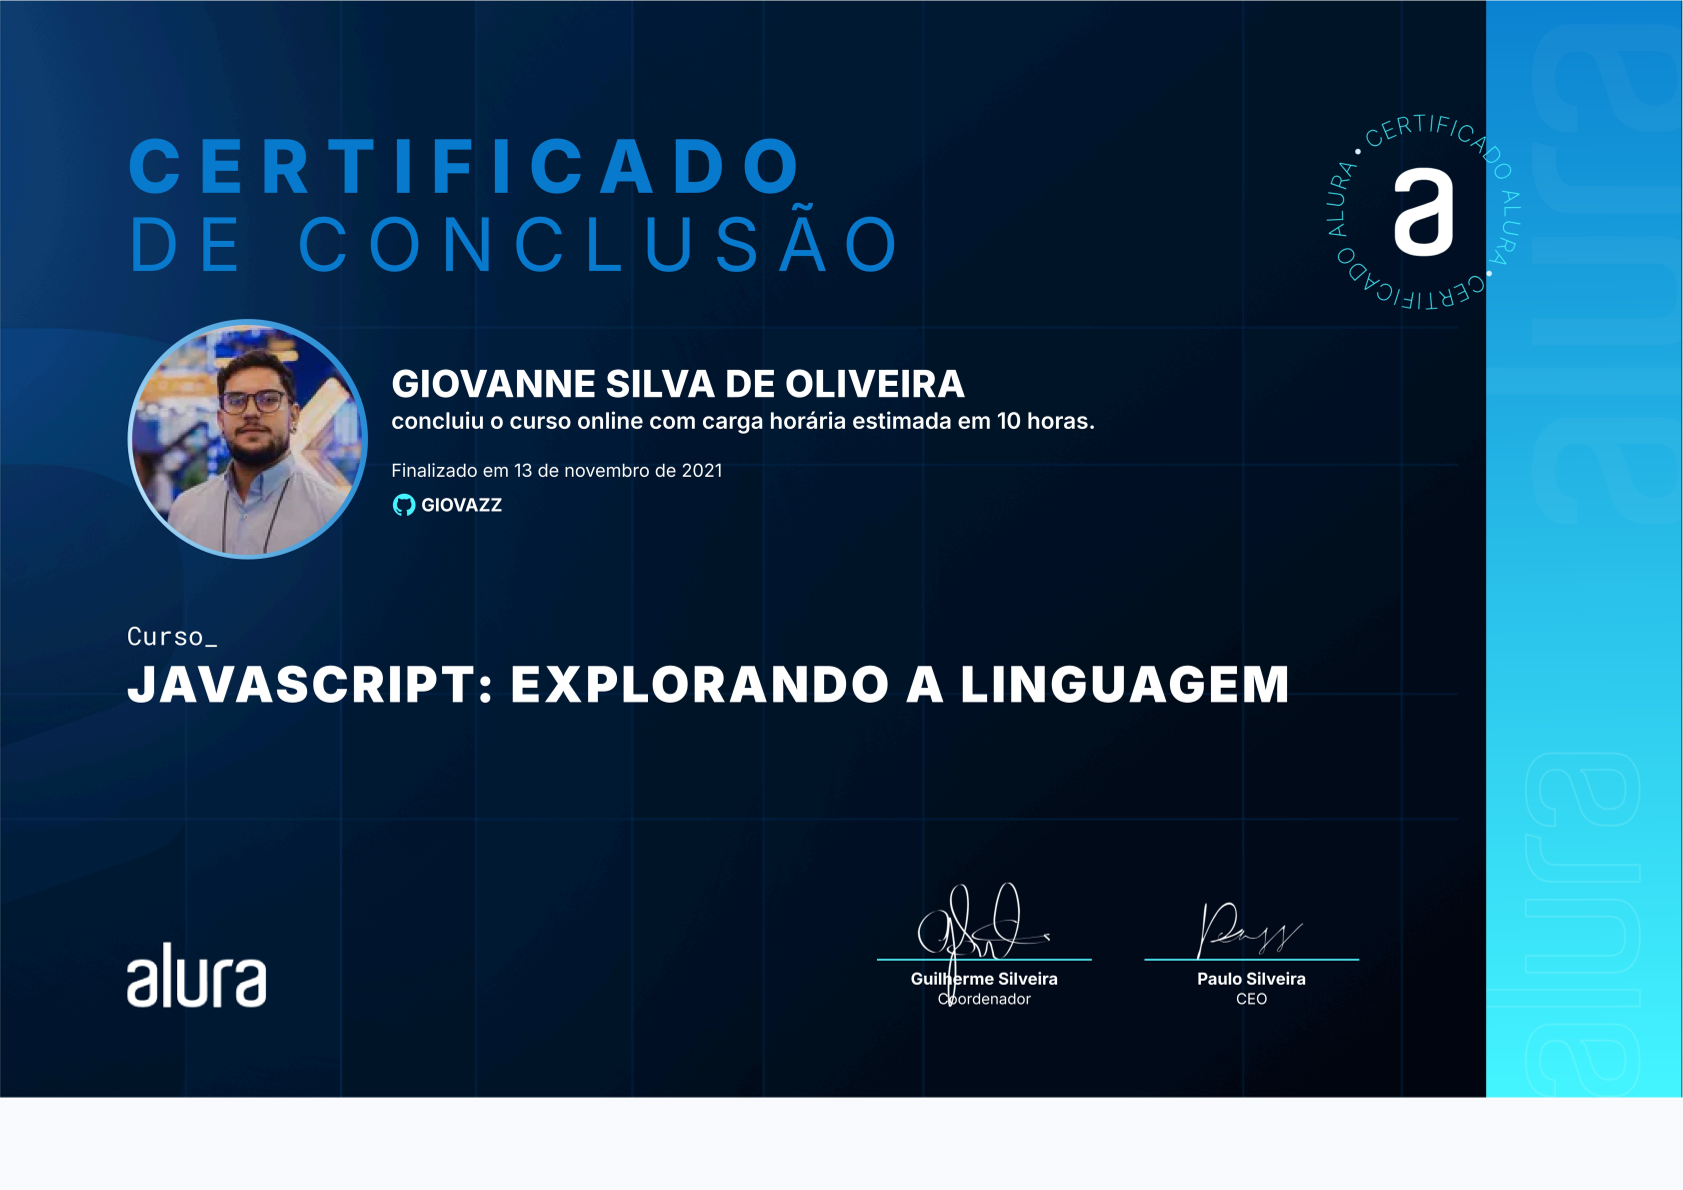 CERTIFICADO
DE CONCLUSÃO
CERTIFICADO ALURA • CERTIFICADO ALURA •
a
GIOVANNE SILVA DE OLIVEIRA
concluiu o curso online com carga horária estimada em 10 horas.
Finalizado em 13 de novembro de 2021
GIOVAZZ
Curso_
JAVASCRIPT: EXPLORANDO A LINGUAGEM
alura
Guilherme Silveira
Coordenador
Paulo Silveira
CEO
alura
alura
alura